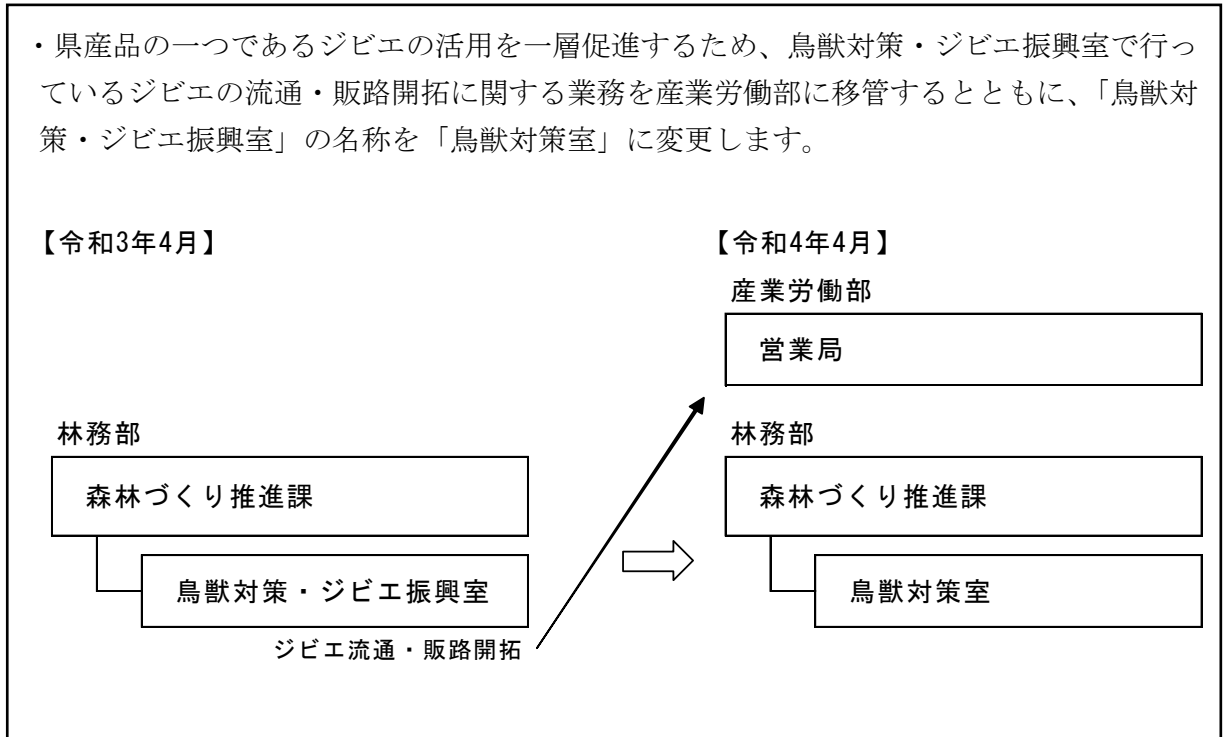 ・県産品の一つであるジビエの活用を一層促進するため、鳥獣対策・ジビエ振興室で行っ
ているジビエの流通・販路開拓に関する業務を産業労働部に移管するとともに、「鳥獣対
策・ジビエ振興室」の名称を「鳥獣対策室」に変更します。
【令和3年4月】
【令和4年4月】
産業労働部
営業局
林務部
森林づくり推進課
鳥獣対策・ジビエ振興室
ジビエ流通・販路開拓
林務部
森林づくり推進課
鳥獣対策室